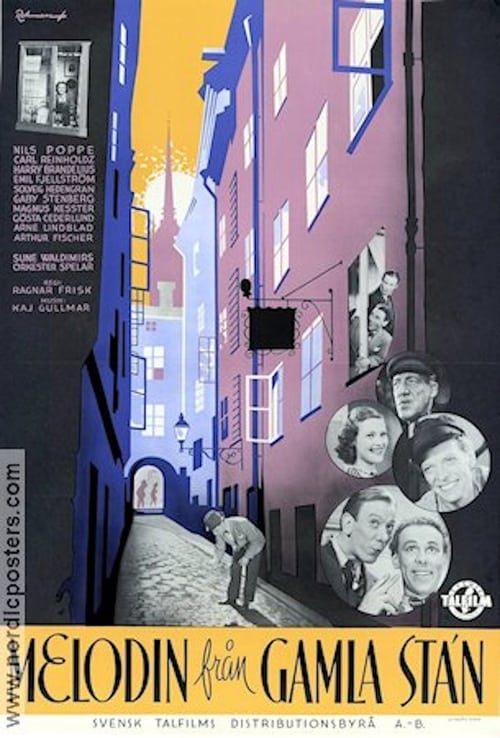 Rohman
NILS POPPE
CARL REINHOLDZ
HARRY BRANDELIUS
EMIL FJELLSTRÖM
SOLVEIG HEDENGRAN
GABY STENBERG
MAGNUS KESSTER
GÖSTA CEDERLUND
ARNE LINDBLAD
ARTHUR FISCHER
SUNE WALDIMIRS
ORKESTER SPELAR
REGI:
RAGNAR FRISK
MUSIK:
KAJ GULLMAR
TALFILM
MELODIN från GAMLA STA'N
SVENSK TALFILMS DISTRIBUTIONSBYRÅ A.-B.
www.nordicposters.com